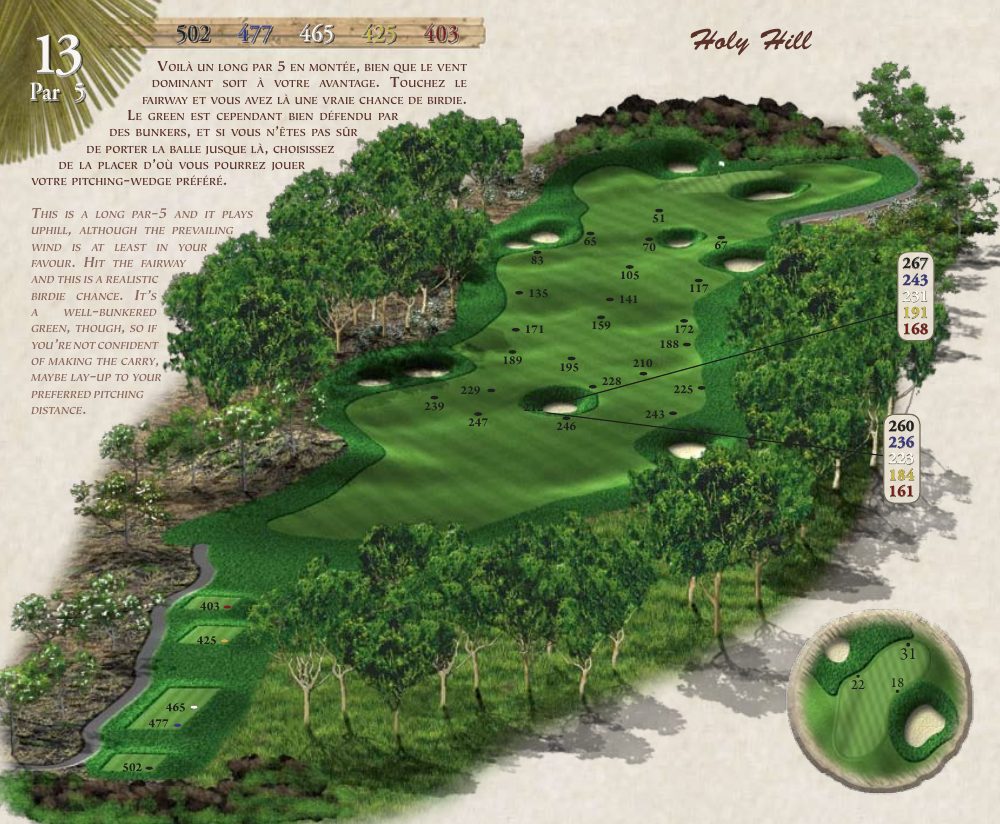 13
Par 5
502 477 465 425 403
Holy Hill
Voilà un long par 5 en montée, bien que le vent
dominant soit à votre avantage. Touchez le
fairway et vous avez là une vraie chance de birdie.
Le green est cependant bien défendu par
des bunkers, et si vous n'êtes pas sûr
de porter la balle jusque là, choisissez
de la placer d'où vous pourrez jouer
votre pitching-wedge préféré.
This is a long par-5 and it plays
uphill, although the prevailing
wind is at least in your
favour. Hit the fairway
and this is a realistic
birdie chance. It's
a well-bunkered
green, though, so if
you're not confident
of making the carry,
maybe lay-up to your
preferred pitching
distance.
51
65
70
67
83
105
117
135
141
159
171
172
188
189
195
210
228
225
229
239
247
246
243
267
243
231
191
168
260
236
223
184
161
403
425
465
477
502
31
22
18